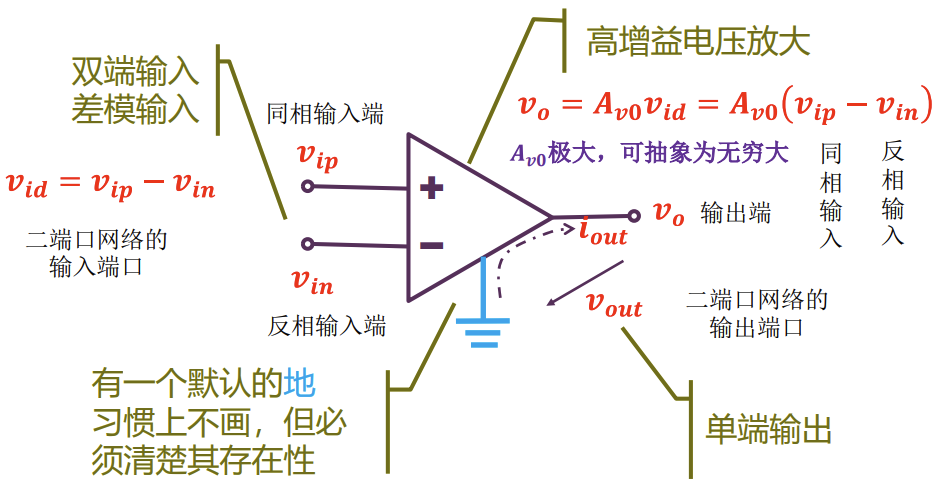 高增益电压放大
双端输入
差模输入
v_o = A_{v0}v_{id} = A_{v0}(v_{ip} − v_{in})
A_{v0}极大，可抽象为无穷大
同相输入
反相输入
同相输入端
v_{ip}
v_{id} = v_{ip} − v_{in}
+
−
v_o
输出端
i_{out}
二端口网络的
输入端口
v_{in}
反相输入端
v_{out}
二端口网络的
输出端口
有一个默认的地
习惯上不画，但必
须清楚其存在性
单端输出